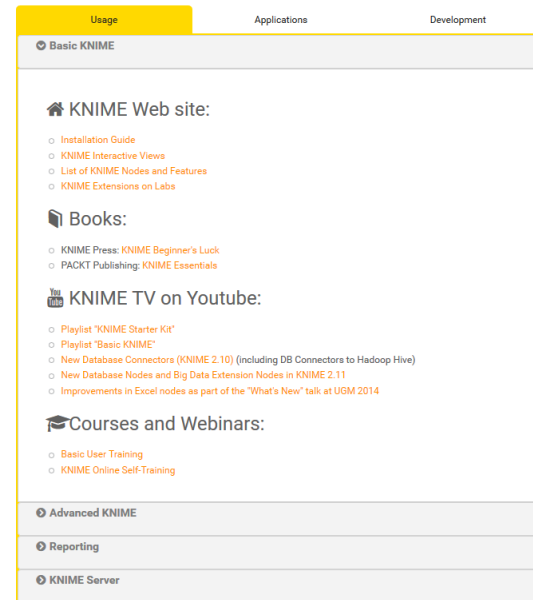 Usage
Applications
Development
Basic KNIME
KNIME Web site:
Installation Guide
KNIME Interactive Views
List of KNIME Nodes and Features
KNIME Extensions on Labs
Books:
KNIME Press: KNIME Beginner's Luck
PACKT Publishing: KNIME Essentials
You Tube
KNIME TV on Youtube:
Playlist "KNIME Starter Kit"
Playlist "Basic KNIME"
New Database Connectors (KNIME 2.10) (including DB Connectors to Hadoop Hive)
New Database Nodes and Big Data Extension Nodes in KNIME 2.11
Improvements in Excel nodes as part of the "What's New" talk at UGM 2014
Courses and Webinars:
Basic User Training
KNIME Online Self-Training
Advanced KNIME
Reporting
KNIME Server